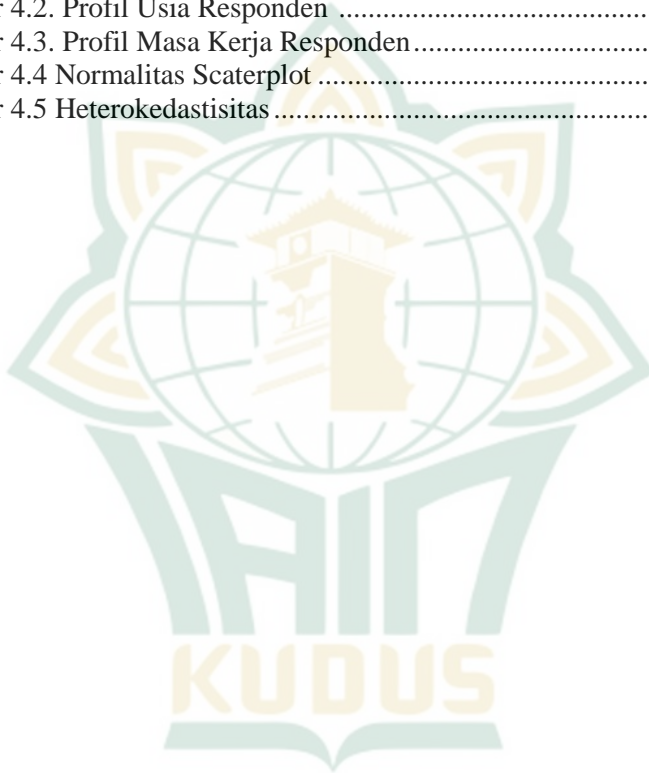 r 4.2. Profil Usia Responden ........................................
r 4.3. Profil Masa Kerja Responden ........................................
r 4.4 Normalitas Scaterplot ........................................
r 4.5 Heterokedastisitas ........................................
IAIN
KUDUS